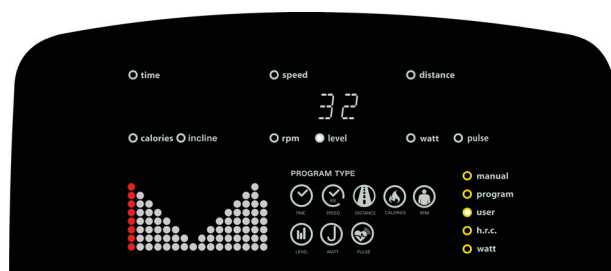 time speed distance
32
calories incline rpm level watt pulse
PROGRAM TYPE
manual
KM
program
TIME SPEED DISTANCE CALORIES RPM
user
h.r.c.
LEVEL WATT PULSE
watt